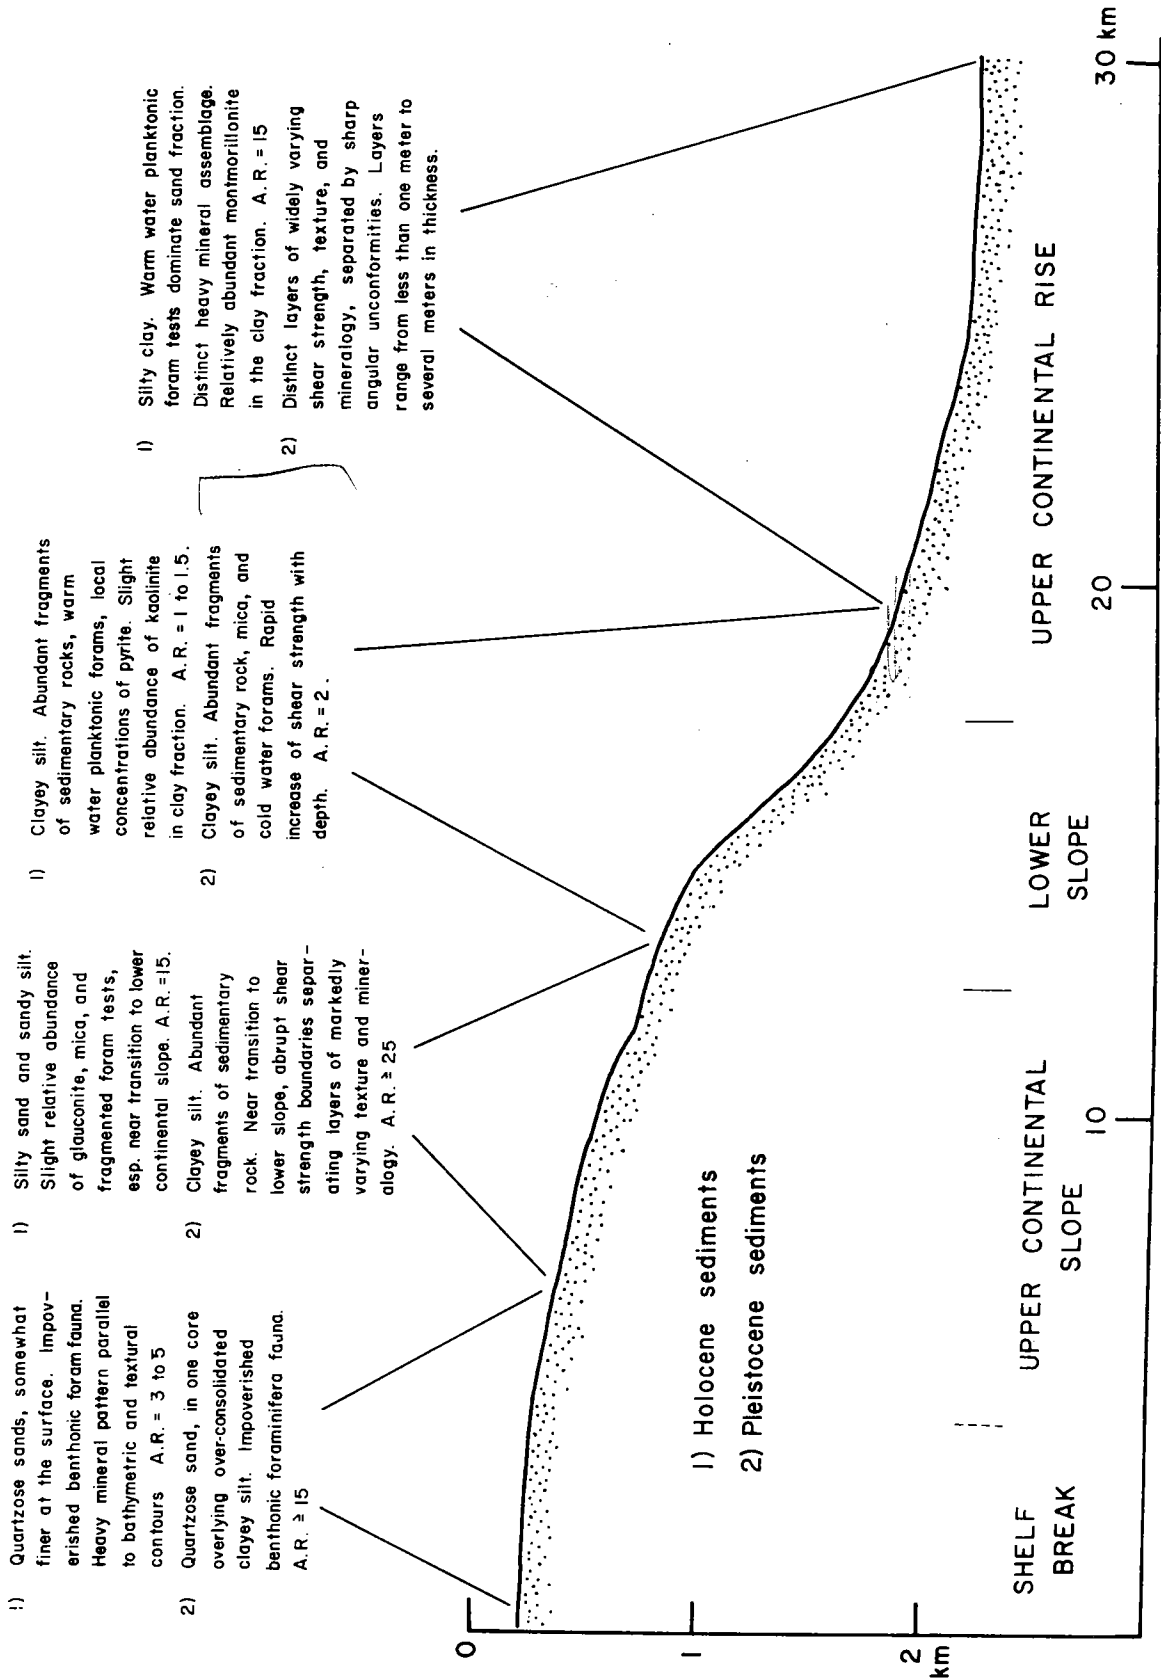 1) Quartzose sands, somewhat
finer at the surface. Impov-
erished benthonic foram fauna.
Heavy mineral pattern parallel
to bathymetric and textural
contours A.R. = 3 to 5
2) Quartzose sand, in one core
overlying over-consolidated
clayey silt. Impoverished
benthonic foraminifera fauna.
A.R. ≥ 15
1) Silty sand and sandy silt.
Slight relative abundance
of glauconite, mica, and
fragmented foram tests,
esp. near transition to lower
continental slope. A.R. = 15.
2) Clayey silt. Abundant
fragments of sedimentary
rock. Near transition to
lower slope, abrupt shear
strength boundaries separ-
ating layers of markedly
varying texture and miner-
alogy. A.R. ≥ 25
1) Clayey silt. Abundant fragments
of sedimentary rocks, warm
water planktonic forams, local
concentrations of pyrite. Slight
relative abundance of kaolinite
in clay fraction. A.R. = 1 to 1.5.
2) Clayey silt. Abundant fragments
of sedimentary rock, mica, and
cold water forams. Rapid
increase of shear strength with
depth. A.R. = 2.
1) Silty clay. Warm water planktonic
foram tests dominate sand fraction.
Distinct heavy mineral assemblage.
Relatively abundant montmorillonite
in the clay fraction. A.R. = 15
2) Distinct layers of widely varying
shear strength, texture, and
mineralogy, separated by sharp
angular unconformities. Layers
range from less than one meter to
several meters in thickness.
0
1
2
km
1) Holocene sediments
2) Pleistocene sediments
SHELF
BREAK
UPPER CONTINENTAL
SLOPE
LOWER
SLOPE
UPPER CONTINENTAL RISE
10
20
30 km